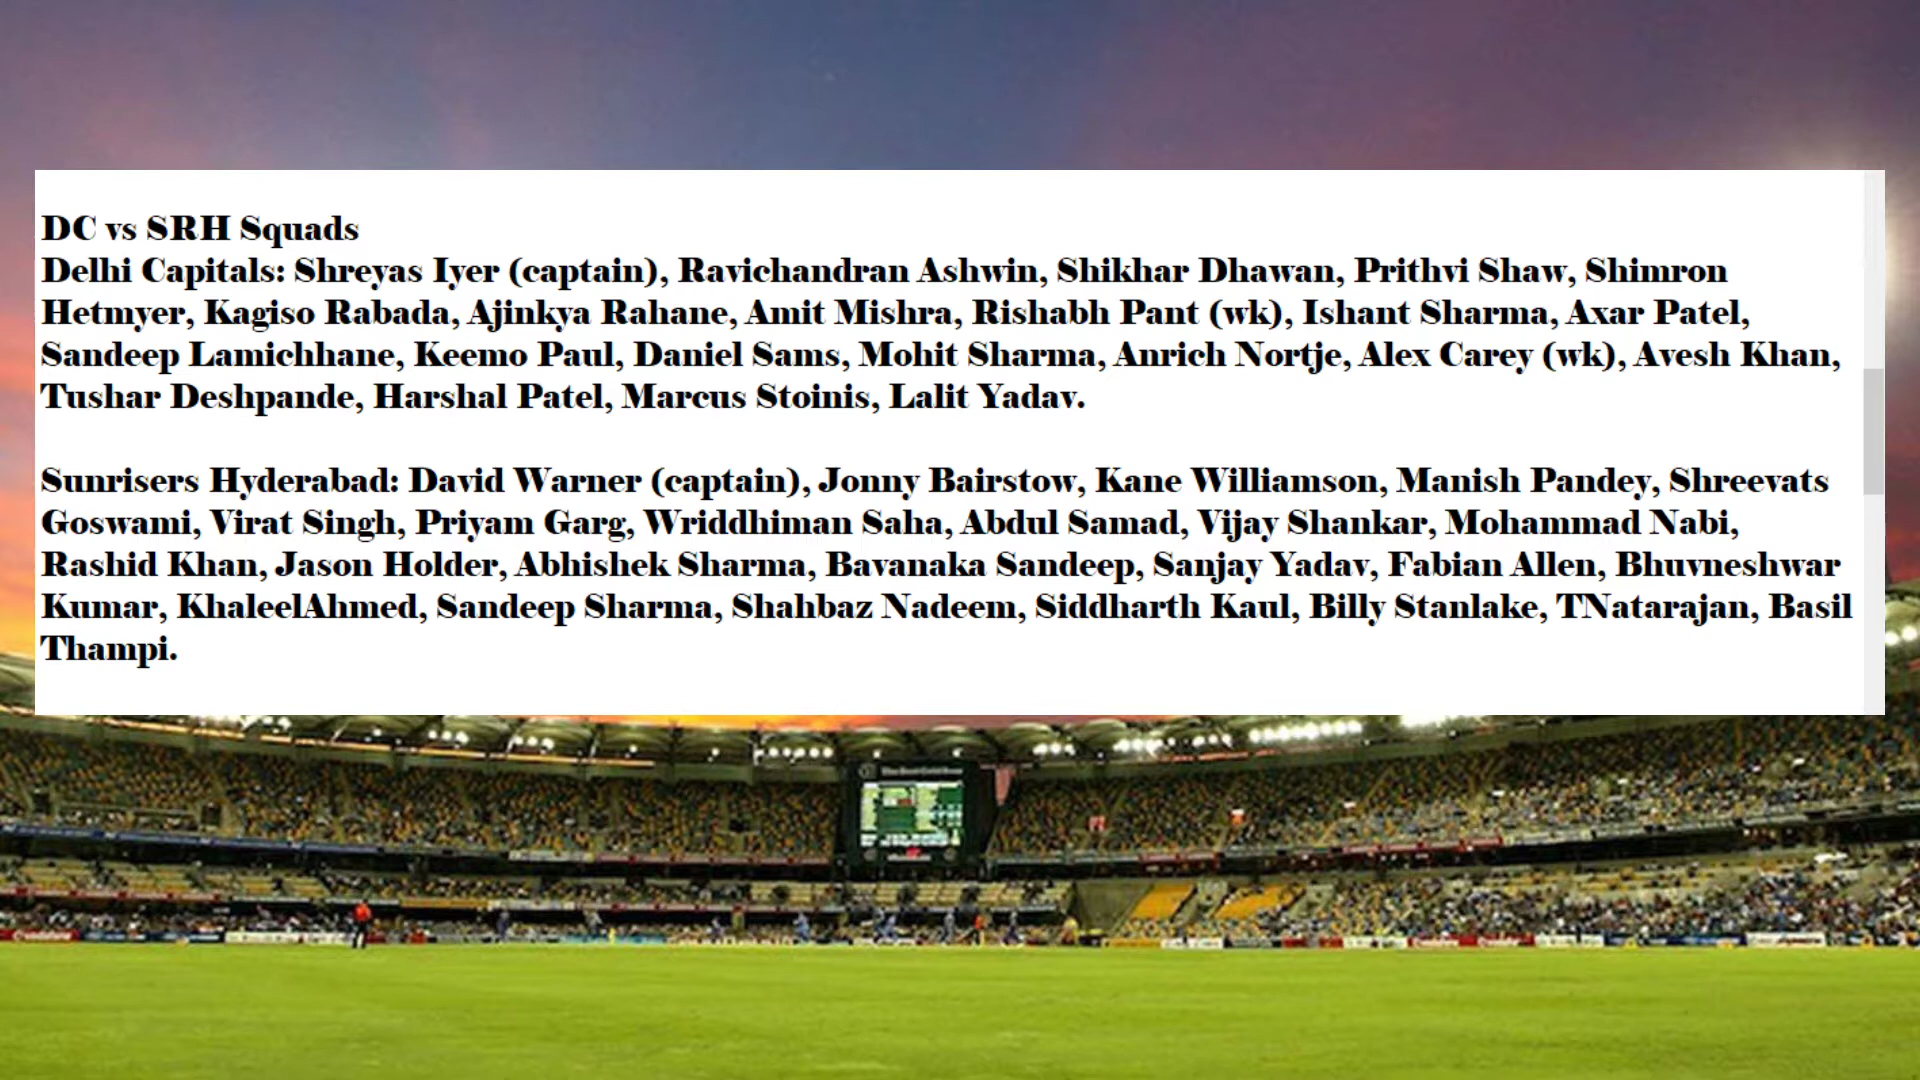 DC vs SRH Squads
Delhi Capitals: Shreyas Iyer (captain), Ravichandran Ashwin, Shikhar Dhawan, Prithvi Shaw, Shimron
Hetmyer, Kagiso Rabada, Ajinkya Rahane, Amit Mishra, Rishabh Pant (wk), Ishant Sharma, Axar Patel,
Sandeep Lamichhane, Keemo Paul, Daniel Sams, Mohit Sharma, Anrich Nortje, Alex Carey (wk), Avesh Khan,
Tushar Deshpande, Harshal Patel, Marcus Stoinis, Lalit Yadav.
Sunrisers Hyderabad: David Warner (captain), Jonny Bairstow, Kane Williamson, Manish Pandey, Shreevats
Goswami, Virat Singh, Priyam Garg, Wriddhiman Saha, Abdul Samad, Vijay Shankar, Mohammad Nabi,
Rashid Khan, Jason Holder, Abhishek Sharma, Bavanaka Sandeep, Sanjay Yadav, Fabian Allen, Bhuvneshwar
Kumar, KhaleelAhmed, Sandeep Sharma, Shahbaz Nadeem, Siddharth Kaul, Billy Stanlake, TNatarajan, Basil
Thampi.